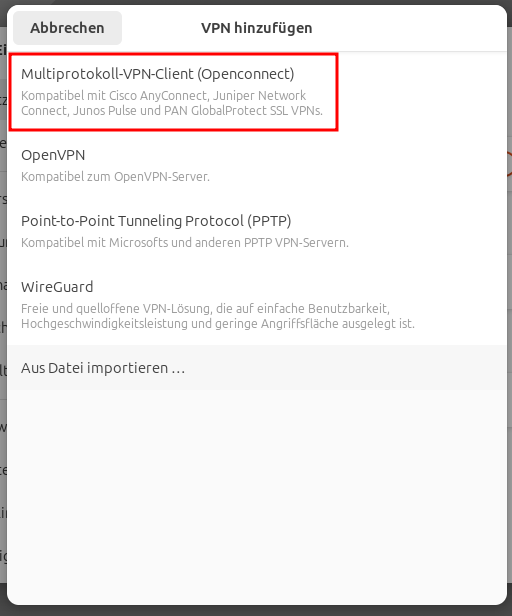 Abbrechen
VPN hinzufügen
Multiprotokoll-VPN-Client (Openconnect)
Kompatibel mit Cisco AnyConnect, Juniper Network
Connect, Junos Pulse und PAN GlobalProtect SSL VPNs.
OpenVPN
Kompatibel zum OpenVPN-Server.
Point-to-Point Tunneling Protocol (PPTP)
Kompatibel mit Microsofts und anderen PPTP VPN-Servern.
WireGuard
Freie und quelloffene VPN-Lösung, die auf einfache Benutzbarkeit,
Hochgeschwindigkeitsleistung und geringe Angriffsfläche ausgelegt ist.
Aus Datei importieren …